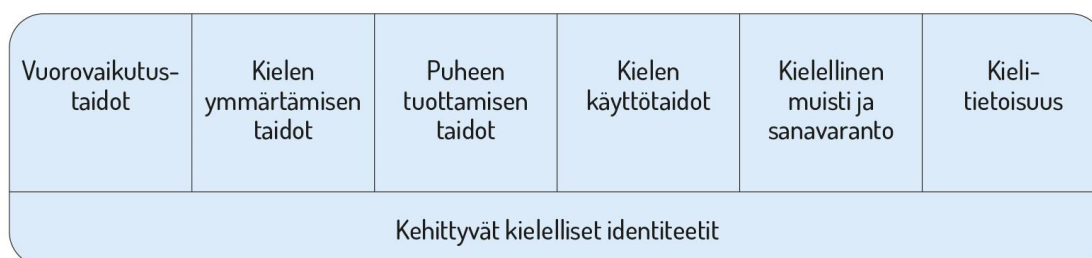 Vuorovaikutus-
taidot
Kielen
ymmärtämisen
taidot
Puheen
tuottamisen
taidot
Kielen
käyttötaidot
Kielellinen
muisti ja
sanavaranto
Kieli-
tietoisuus
Kehittyvät kielelliset identiteetit